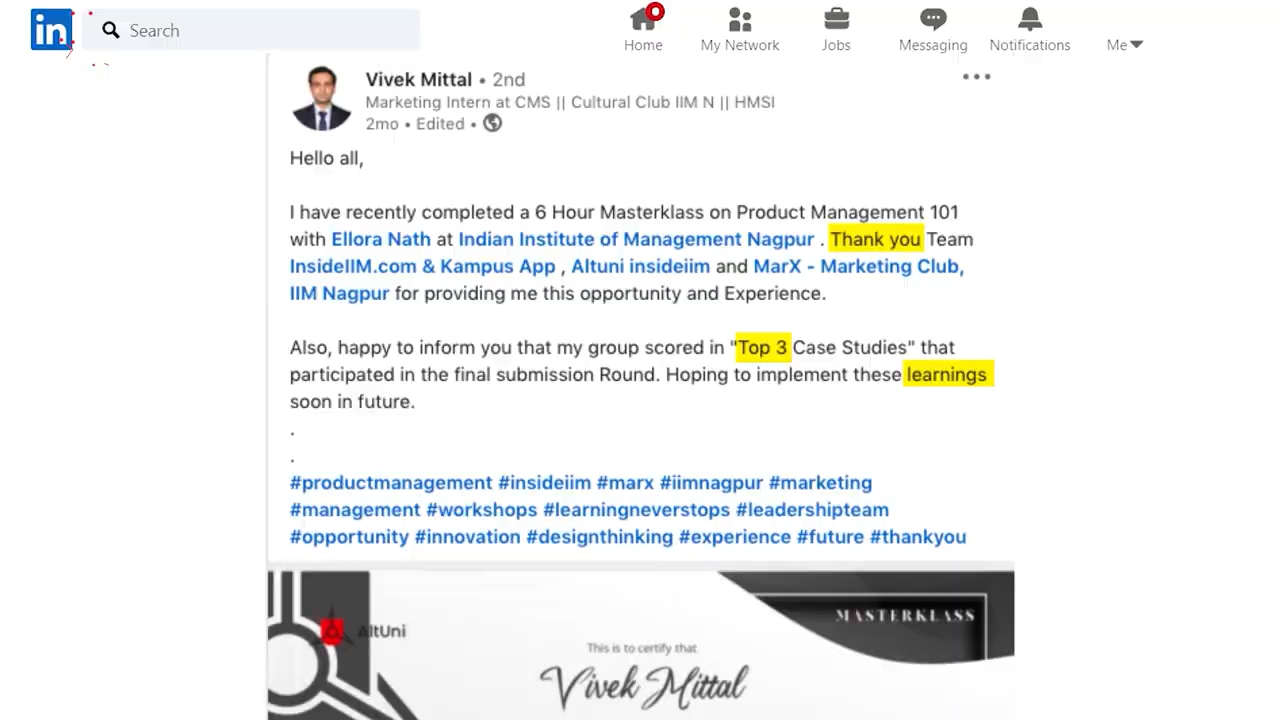 in
Search
Home
My Network
Jobs
Messaging
Notifications
Me
Vivek Mittal • 2nd
Marketing Intern at CMS || Cultural Club IIM N || HMSI
2mo • Edited •
Hello all,
I have recently completed a 6 Hour Masterklass on Product Management 101
with Ellora Nath at Indian Institute of Management Nagpur . Thank you Team
InsideIIM.com & Kampus App , Altuni insideiim and MarX - Marketing Club,
IIM Nagpur for providing me this opportunity and Experience.
Also, happy to inform you that my group scored in "Top 3 Case Studies" that
participated in the final submission Round. Hoping to implement these learnings
soon in future.
.
.
#productmanagement #insideiim #marx #iimnagpur #marketing
#management #workshops #learningneverstops #leadershipteam
#opportunity #innovation #designthinking #experience #future #thankyou
AltUni
MASTERKLASS
This is to certify that
Vivek Mittal